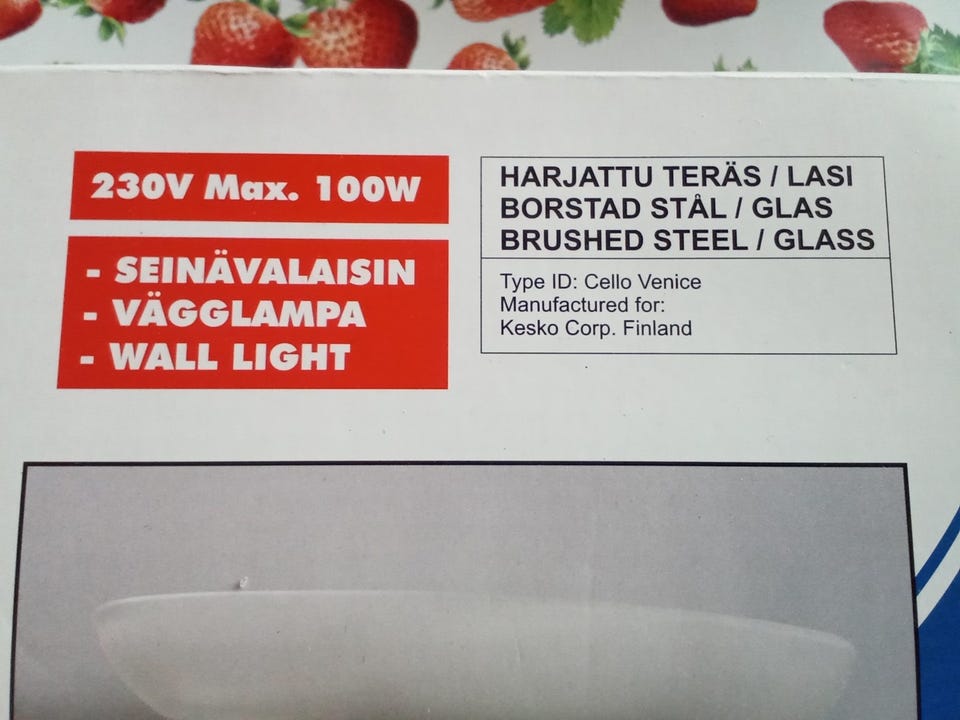 230V Max. 100W
- SEINÄVALAISIN
- VÄGGLAMPA
- WALL LIGHT
HARJATTU TERÄS / LASI
BORSTAD STÅL / GLAS
BRUSHED STEEL / GLASS
Type ID: Cello Venice
Manufactured for:
Kesko Corp. Finland